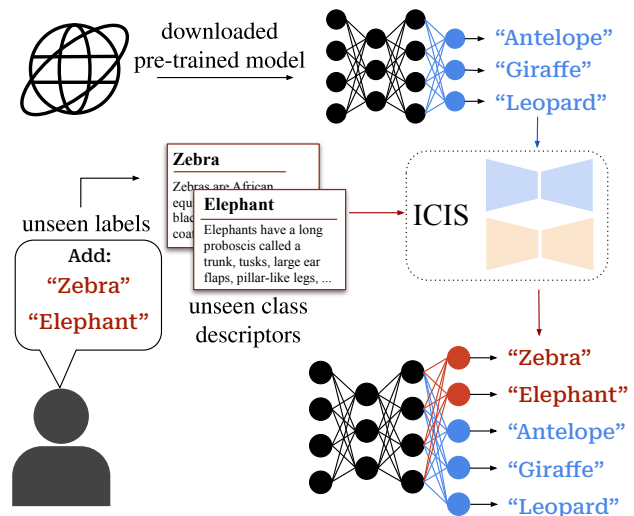 downloaded
pre-trained model
“Antelope”
“Giraffe”
“Leopard”
unseen labels
Zebra
Zebras are African
equ
blac
coat
Elephant
Elephants have a long
proboscis called a
trunk, tusks, large ear
flaps, pillar-like legs, ...
unseen class
descriptors
ICIS
Add:
“Zebra”
“Elephant”
“Zebra”
“Elephant”
“Antelope”
“Giraffe”
“Leopard”